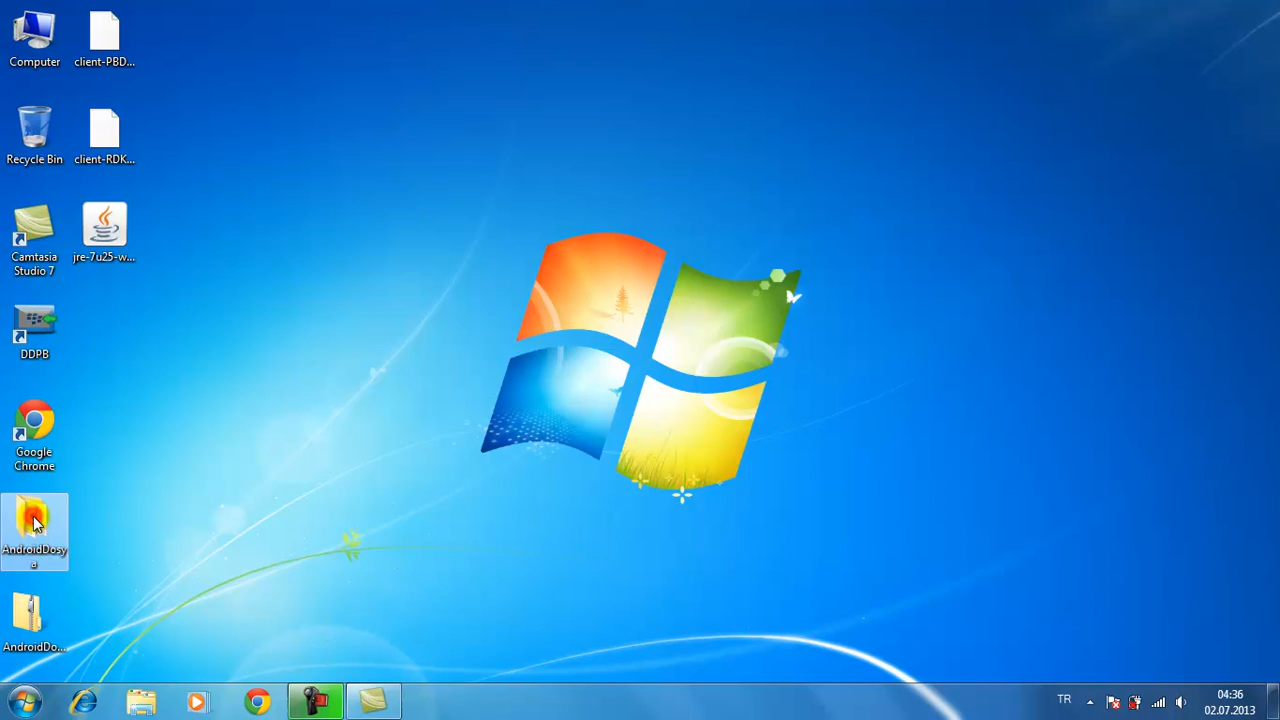 Computer
client-PBD...
Recycle Bin
client-RDK...
Camtasia
Studio 7
jre-7u25-w...
DDPB
Google
Chrome
AndroidDosy
a
AndroidDo...
TR
04:36
02.07.2013